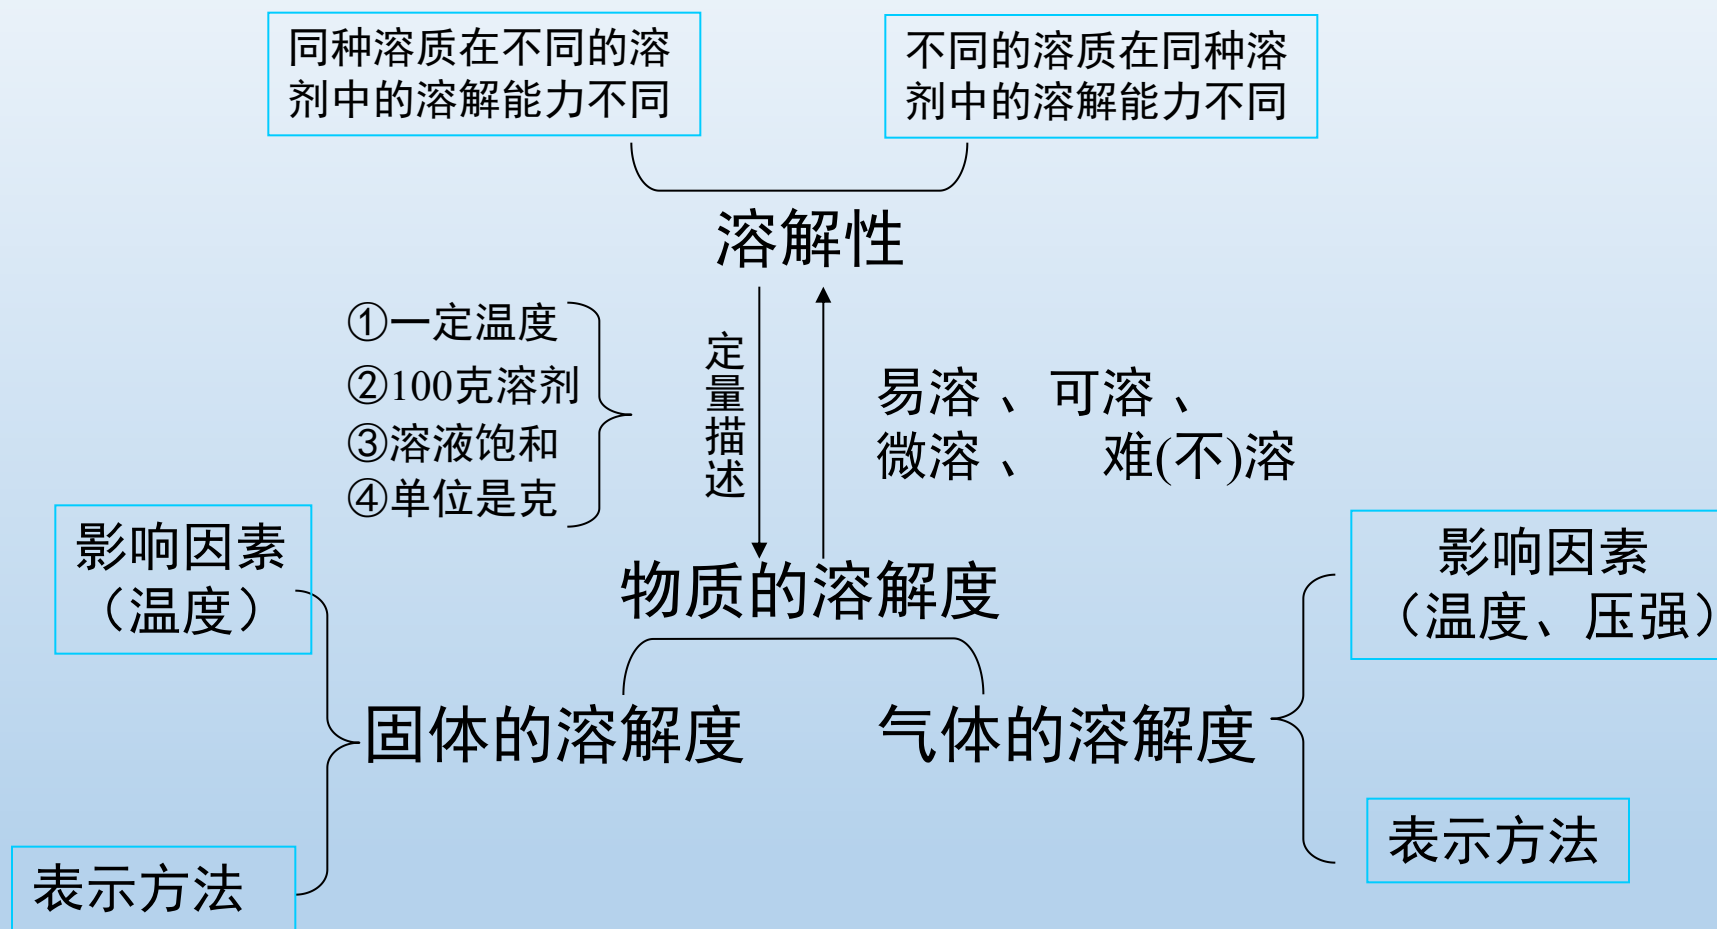 同种溶质在不同的溶
剂中的溶解能力不同
不同的溶质在同种溶
剂中的溶解能力不同
溶解性
①一定温度
②100克溶剂
③溶液饱和
④单位是克
定量描述
易溶 、可溶 、
微溶 、 难(不)溶
影响因素
（温度）
物质的溶解度
影响因素
（温度、压强）
固体的溶解度
气体的溶解度
表示方法
表示方法